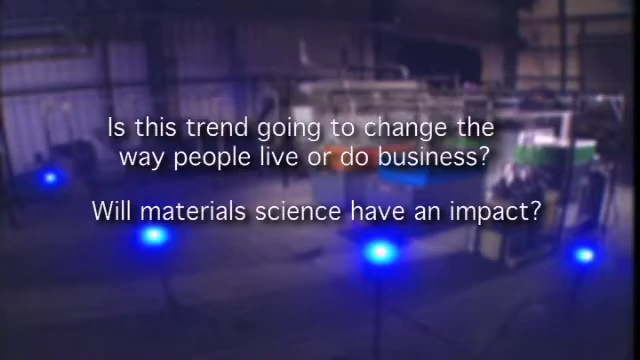 Is this trend going to change the
way people live or do business?
Will materials science have an impact?